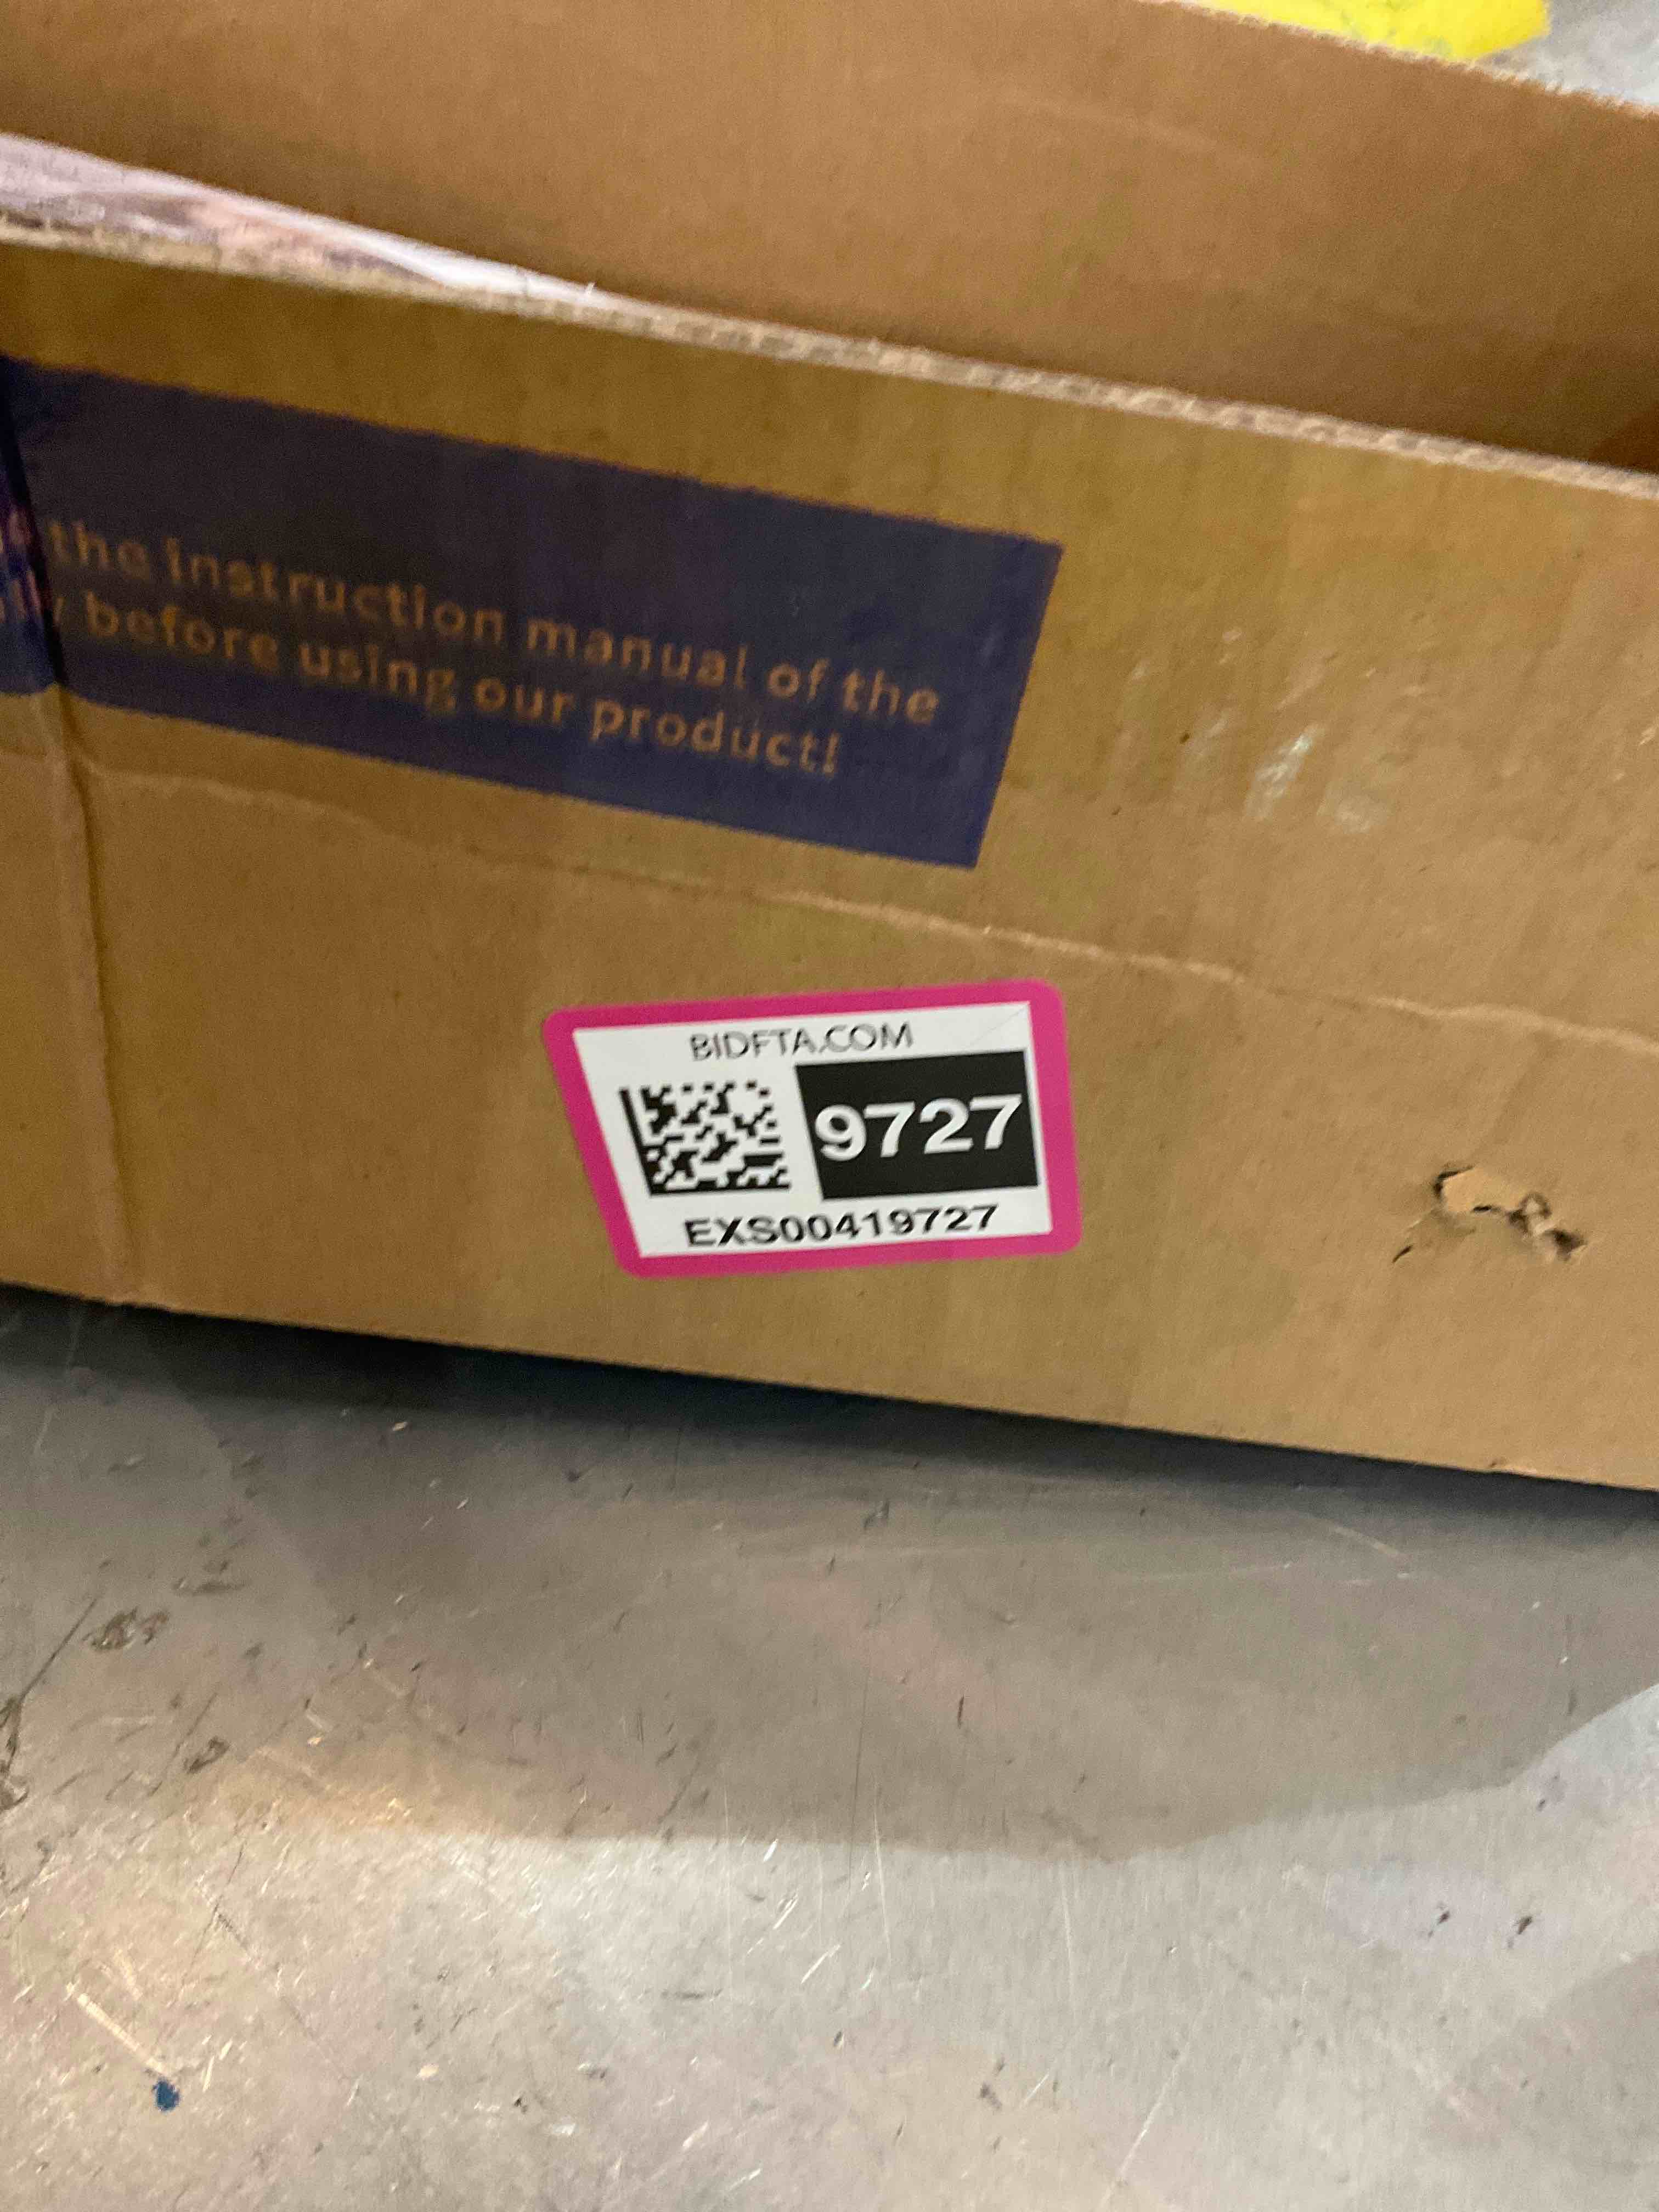 the instruction manual of the
before using our product!
BIDFTA.COM
9727
EXS00419727